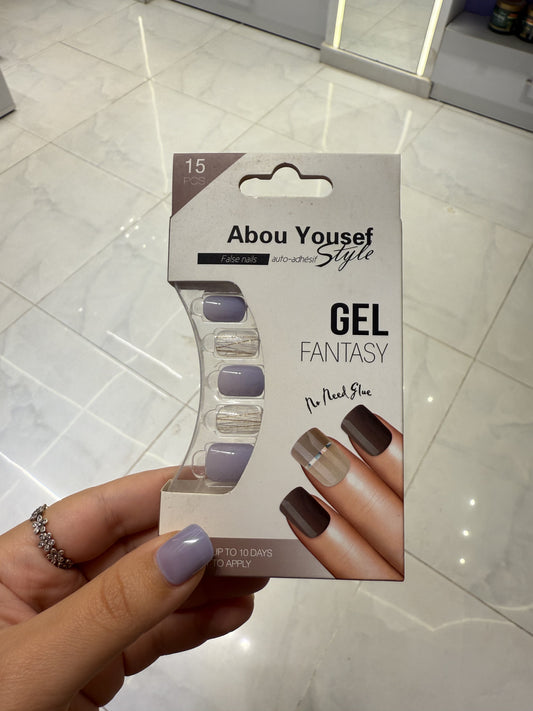 15
PCS
Abou Yousef
Style
False nails
auto-adhésif
GEL
FANTASY
No Need Glue
UP TO 10 DAYS
TO APPLY